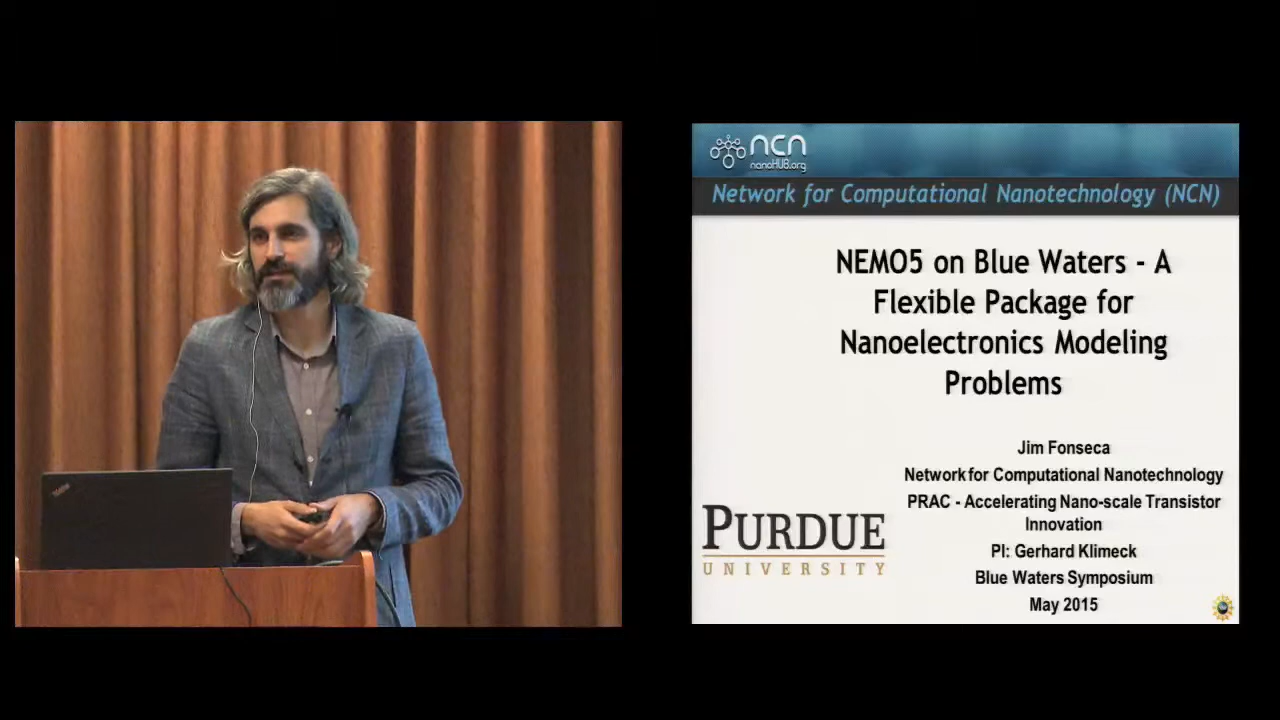 ncn
nanoHUB.org
Network for Computational Nanotechnology (NCN)
NEMO5 on Blue Waters - A
Flexible Package for
Nanoelectronics Modeling
Problems
Jim Fonseca
Network for Computational Nanotechnology
PRAC - Accelerating Nano-scale Transistor
Innovation
PI: Gerhard Klimeck
Blue Waters Symposium
May 2015
PURDUE
UNIVERSITY